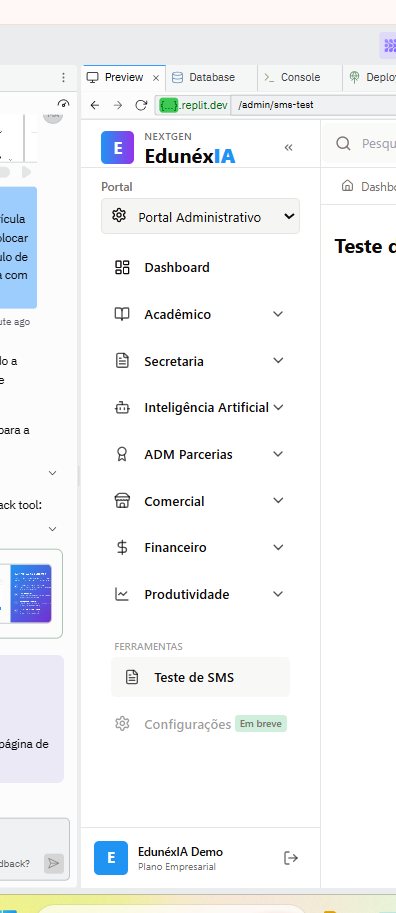 Preview
Database
Console
Deplo
{...}.replit.dev
/admin/sms-test
E
NEXTGEN
EdunéxIA
«
Pesqu
Portal
Portal Administrativo
Dashbo
Teste d
Dashboard
Acadêmico
Secretaria
Inteligência Artificial
ADM Parcerias
Comercial
Financeiro
Produtividade
FERRAMENTAS
Teste de SMS
Configurações
Em breve
E
EdunéxIA Demo
Plano Empresarial
rícula
olocar
ulo de
a com
ute ago
do a
e
para a
ack tool:
página de
dback?